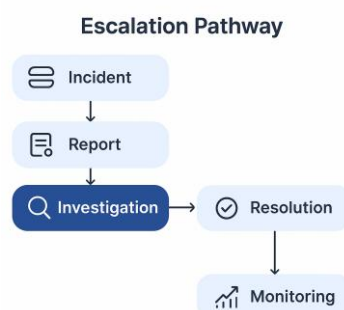 Escalation Pathway
Incident
Report
Investigation
Resolution
Monitoring